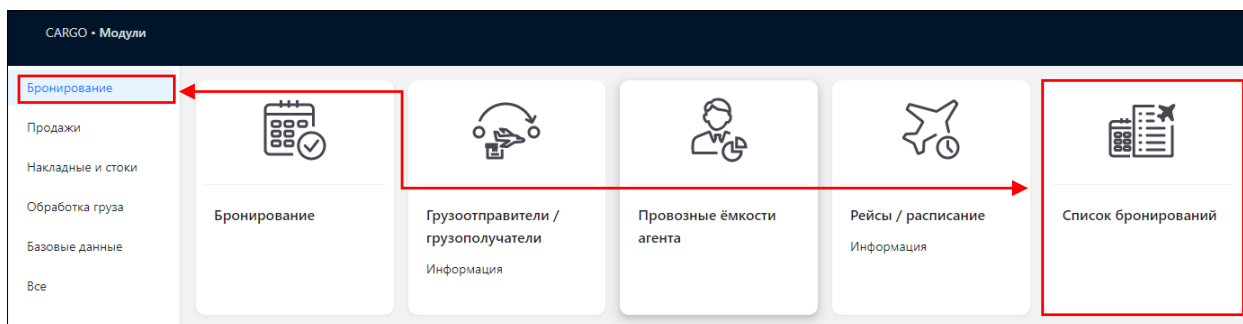 CARGO • Модули
Бронирование
Продажи
Накладные и стоки
Обработка груза
Базовые данные
Все
Бронирование
Грузоотправители /
грузополучатели
Информация
Провозные ёмкости
агента
Рейсы / расписание
Информация
Список бронирований